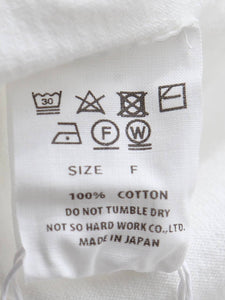 30
P W
SIZE F
100% COTTON
DO NOT TUMBLE DRY
NOT SO HARD WORK CO.,LTD.
MADE IN JAPAN